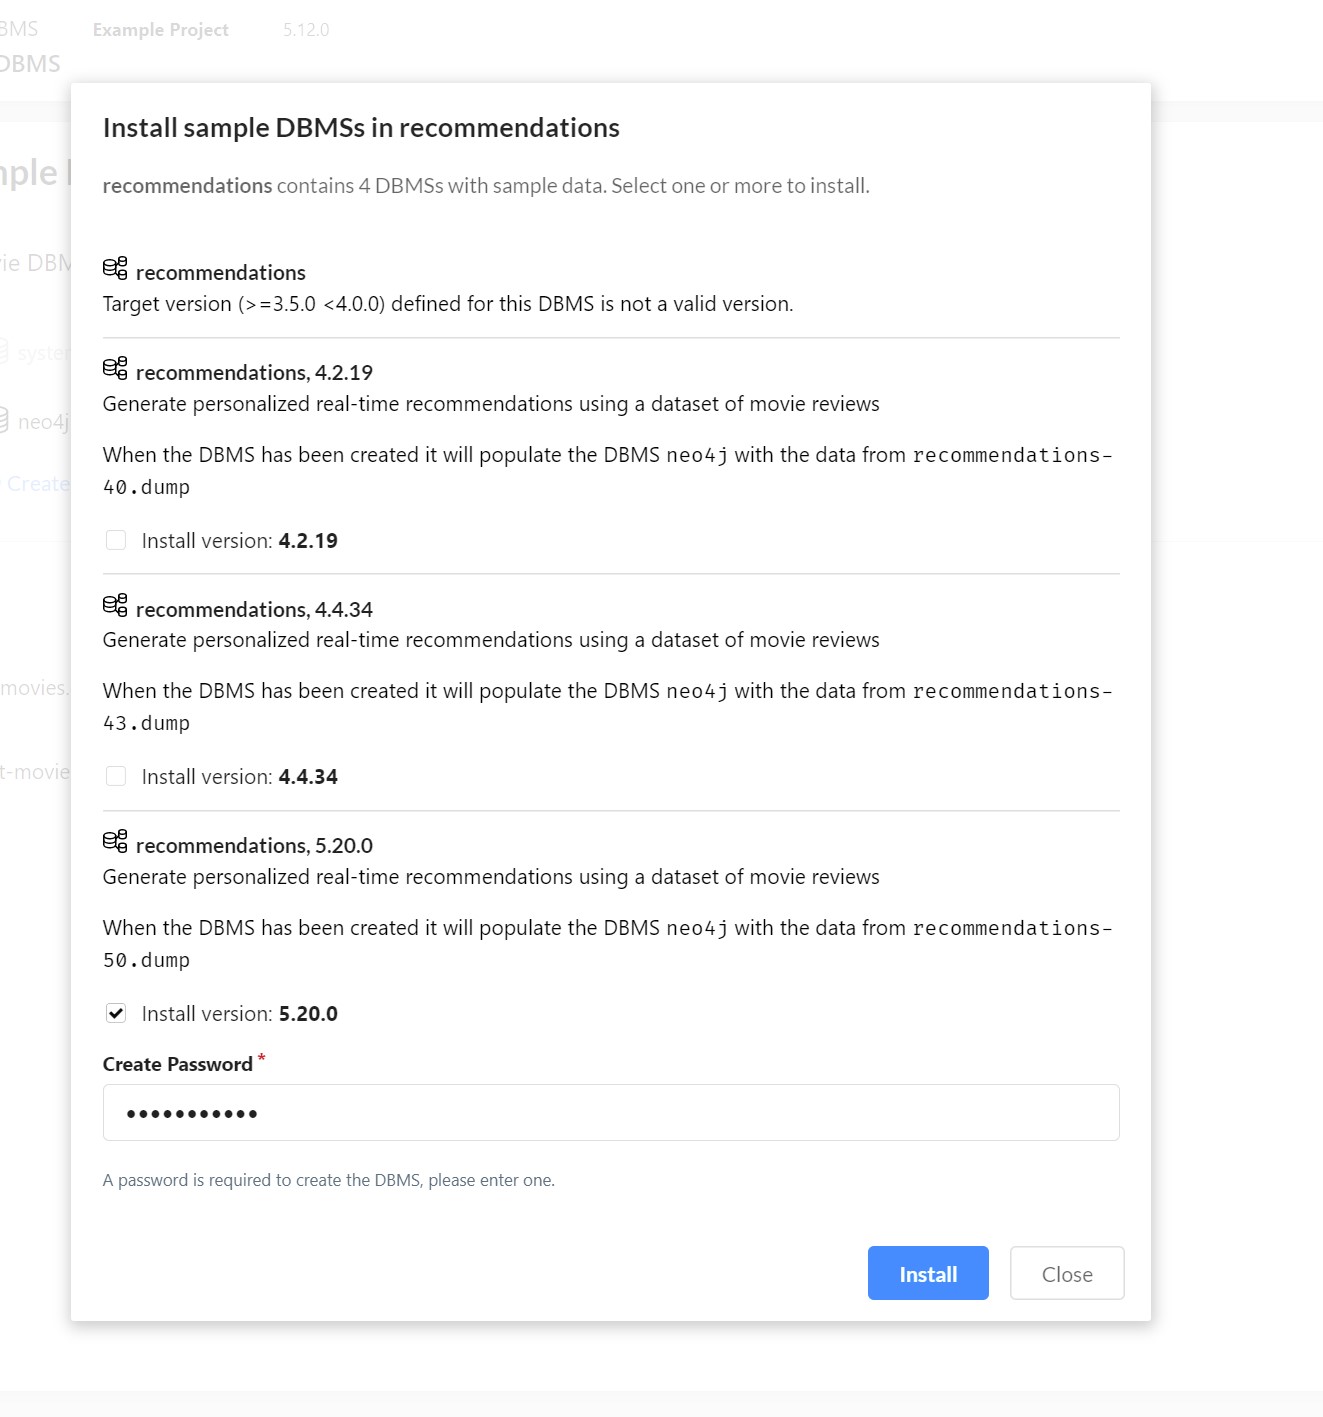 BMS Example Project 5.12.0
DBMS
Install sample DBMSs in recommendations
recommendations contains 4 DBMSs with sample data. Select one or more to install.
recommendations
Target version (>=3.5.0 <4.0.0) defined for this DBMS is not a valid version.
recommendations, 4.2.19
Generate personalized real-time recommendations using a dataset of movie reviews
When the DBMS has been created it will populate the DBMS neo4j with the data from recommendations-
40.dump
Install version: 4.2.19
recommendations, 4.4.34
Generate personalized real-time recommendations using a dataset of movie reviews
When the DBMS has been created it will populate the DBMS neo4j with the data from recommendations-
43.dump
Install version: 4.4.34
recommendations, 5.20.0
Generate personalized real-time recommendations using a dataset of movie reviews
When the DBMS has been created it will populate the DBMS neo4j with the data from recommendations-
50.dump
Install version: 5.20.0
Create Password *
•••••••••••
A password is required to create the DBMS, please enter one.
Install Close
neo4j
Create
movies.
t-movie